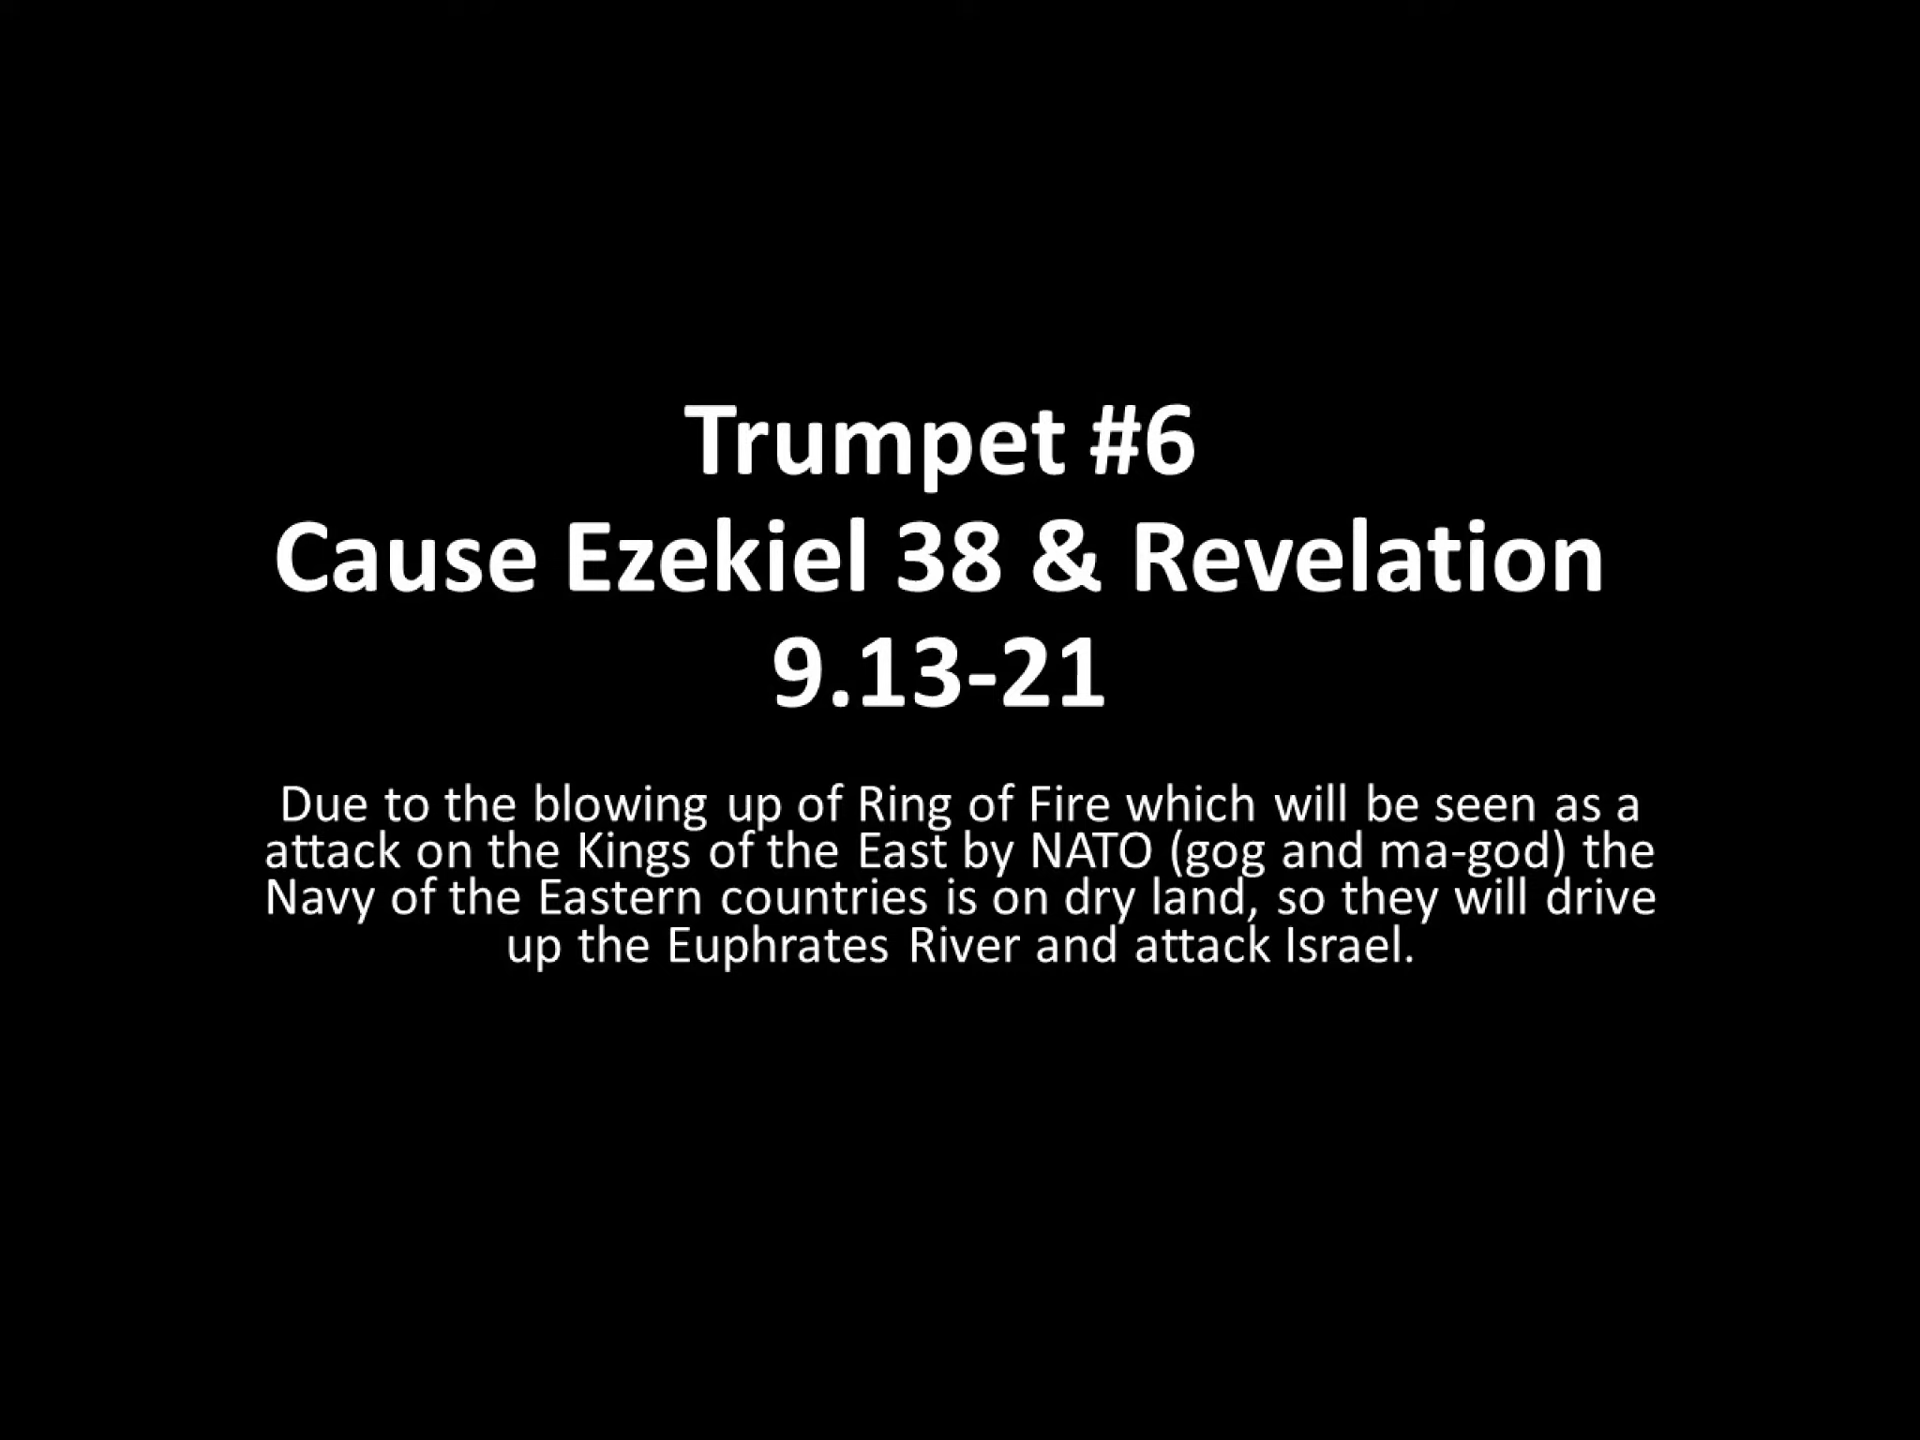 Trumpet #6
Cause Ezekiel 38 & Revelation
9.13-21
Due to the blowing up of Ring of Fire which will be seen as a
attack on the Kings of the East by NATO (gog and ma-god) the
Navy of the Eastern countries is on dry land, so they will drive
up the Euphrates River and attack Israel.